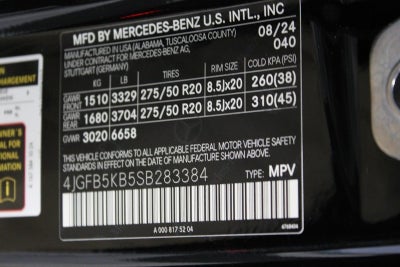 MFD BY MERCEDES-BENZ U.S. INTL., INC
MANUFACTURED IN USA (ALABAMA, TUSCALOOSA COUNTY) 08/24
UNDER CONTRACT FOR MERCEDES-BENZ AG, 040
STUTTGART (GERMANY)
KG LB TIRES RIM SIZE COLD KPA(PSI)
GAWR FRONT 1510 3329 275/50 R20 8.5Jx20 260(38)
GAWR REAR 1680 3704 275/50 R20 8.5Jx20 310(45)
GVWR 3020 6658
THIS VEHICLE CONFORMS TO ALL APPLICABLE FEDERAL MOTOR VEHICLE SAFETY
STANDARDS IN EFFECT ON THE DATE OF MANUFACTURE SHOWN ABOVE.
4JGFB5KB5SB283384 TYPE: MPV
A 000 817 52 04